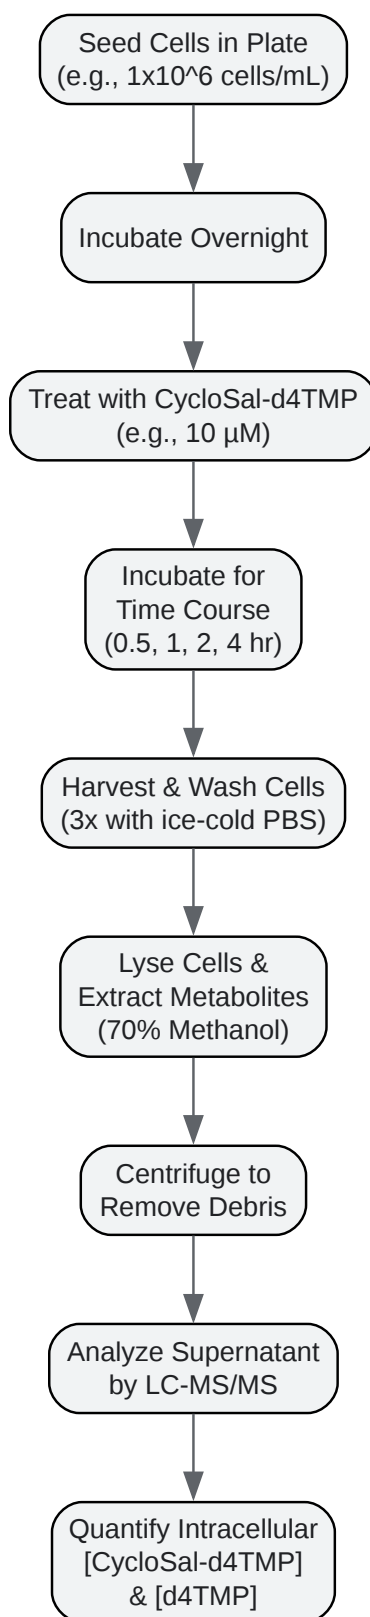 Seed Cells in Plate
(e.g., 1x10^6 cells/mL)
Incubate Overnight
Treat with CycloSal-d4TMP
(e.g., 10 µM)
Incubate for
Time Course
(0.5, 1, 2, 4 hr)
Harvest & Wash Cells
(3x with ice-cold PBS)
Lyse Cells &
Extract Metabolites
(70% Methanol)
Centrifuge to
Remove Debris
Analyze Supernatant
by LC-MS/MS
Quantify Intracellular
[CycloSal-d4TMP]
& [d4TMP]